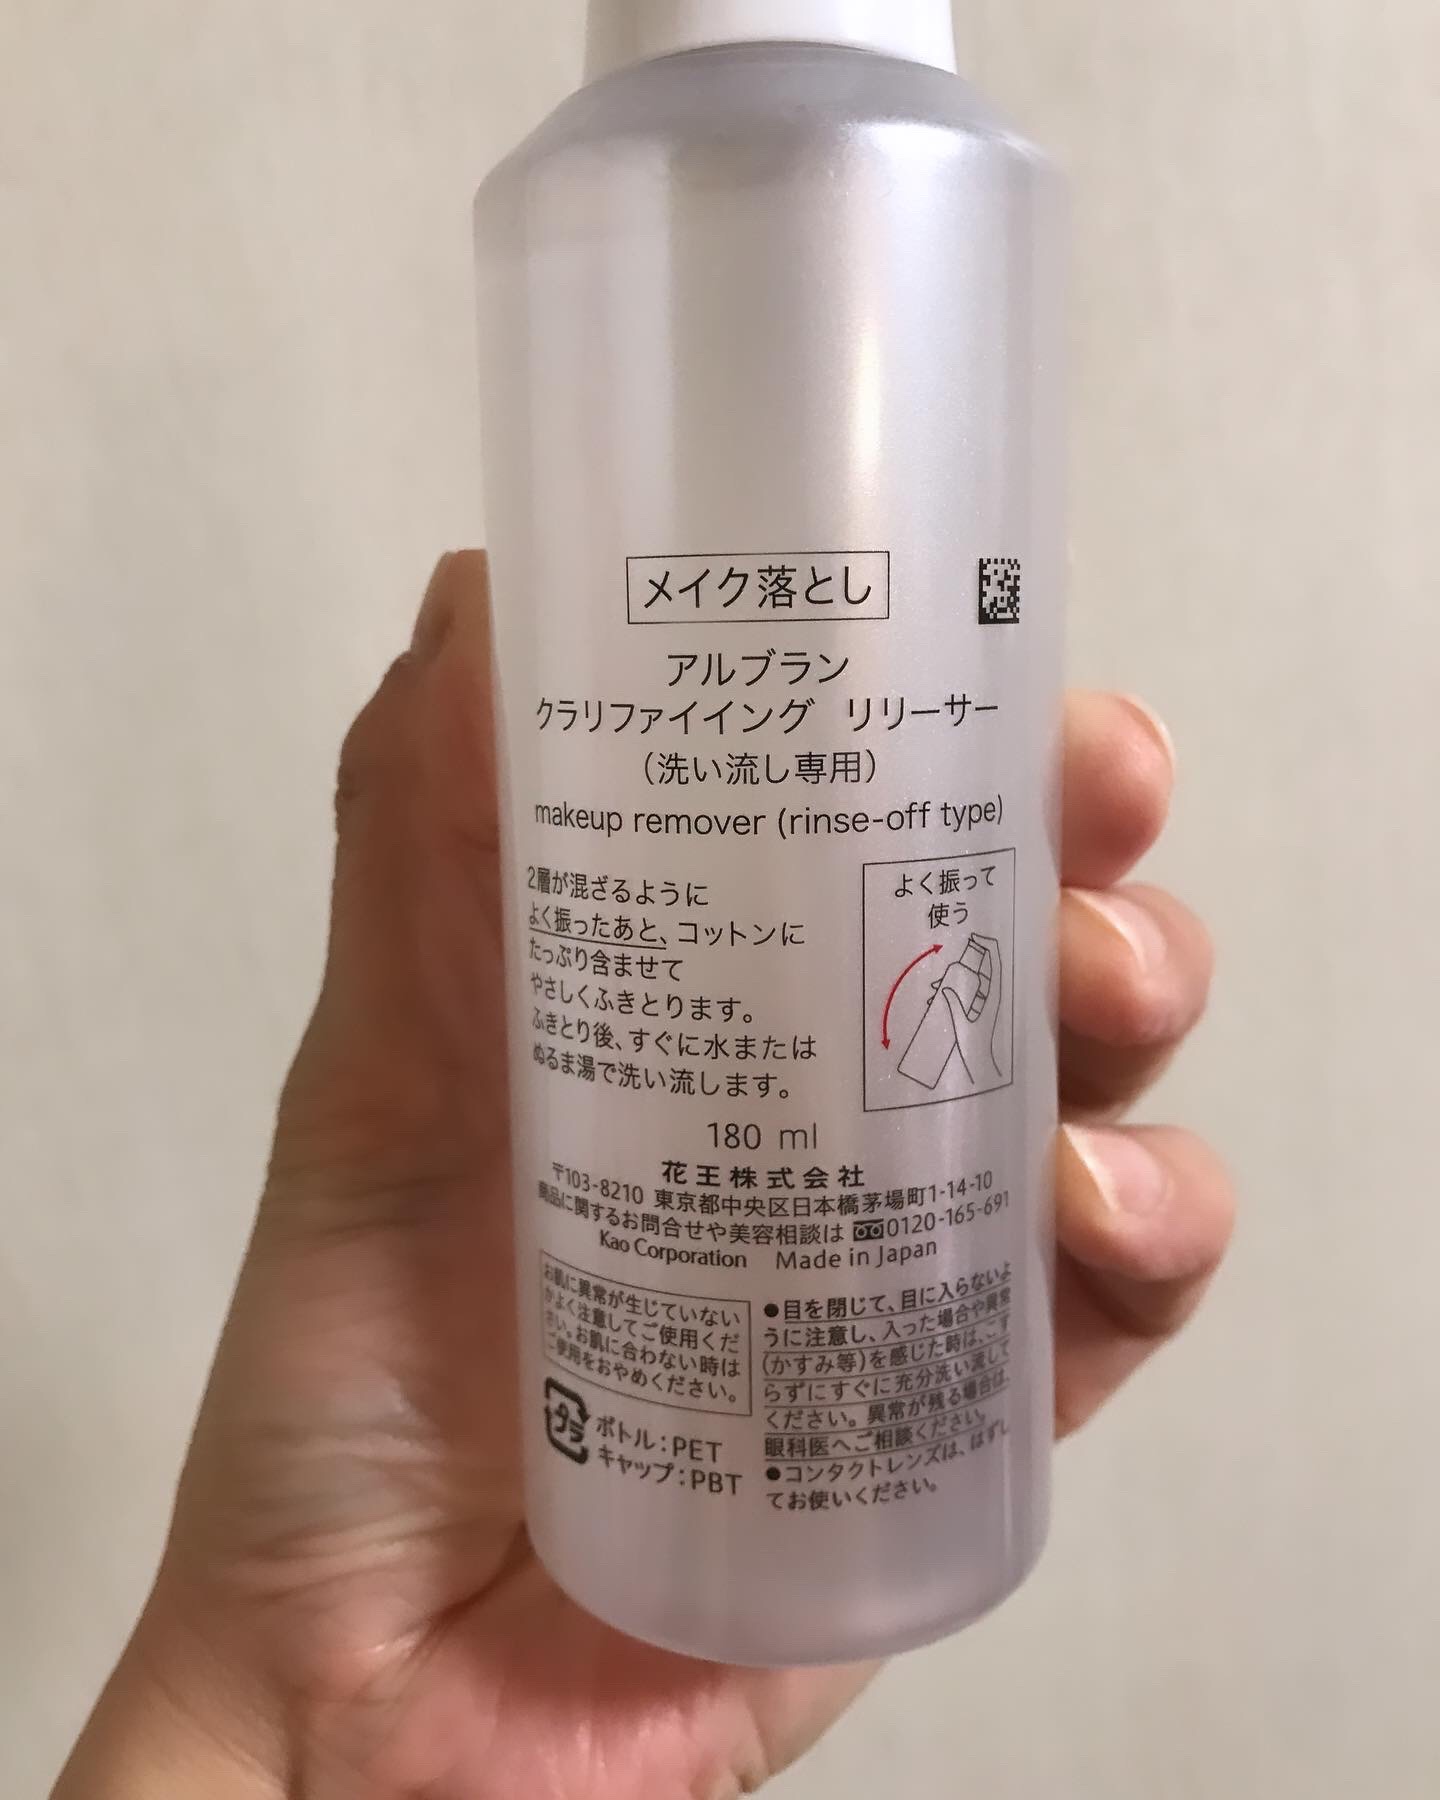 メイク落とし
アルブラン
クラリファイイング リリーサー
(洗い流し専用)
makeup remover (rinse-off type)
2層が混ざるように
よく振ったあと、コットンに
たっぷり含ませて
やさしくふきとります。
ふきとり後、すぐに水または
ぬるま湯で洗い流します。
よく振って
使う
180 ml
花王株式会社
〒103-8210 東京都中央区日本橋茅場町1-14-10
商品に関するお問合せや美容相談は 0120-165-691
Kao Corporation Made in Japan
お肌に異常が生じていない
かよく注意してご使用くだ
さい。お肌に合わない時は
ご使用をおやめください。
タラ
ボトル:PET
キャップ:PBT
●目を閉じて、目に入らないよ
うに注意し、入った場合や異常
(かすみ等)を感じた時は、こす
らずにすぐに充分洗い流して
ください。異常が残る場合は、
眼科医へご相談ください。
●コンタクトレンズは、はずし
てお使いください。